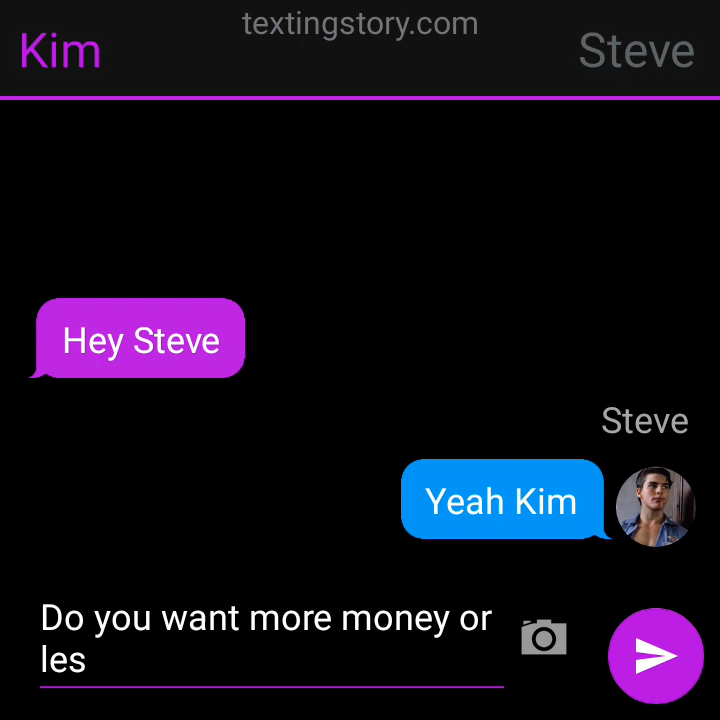 textingstory.com
Kim
Steve
Hey Steve
Steve
Yeah Kim
Do you want more money or
les